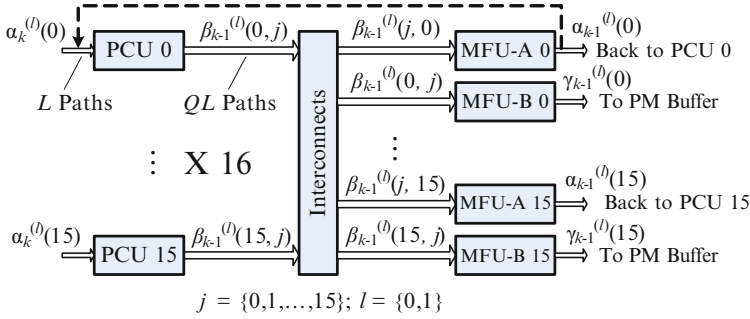 αₖ⁽ˡ⁾(0) PCU 0 βₖ₋₁⁽ˡ⁾(0, j) βₖ₋₁⁽ˡ⁾(j, 0) MFU-A 0 αₖ₋₁⁽ˡ⁾(0)
Back to PCU 0
L Paths QL Paths
Interconnects
βₖ₋₁⁽ˡ⁾(0, j) MFU-B 0 γₖ₋₁⁽ˡ⁾(0)
To PM Buffer
⋮ X 16 ⋮
βₖ₋₁⁽ˡ⁾(j, 15) MFU-A 15 αₖ₋₁⁽ˡ⁾(15)
Back to PCU 15
αₖ⁽ˡ⁾(15) PCU 15 βₖ₋₁⁽ˡ⁾(15, j) βₖ₋₁⁽ˡ⁾(15, j) MFU-B 15 γₖ₋₁⁽ˡ⁾(15)
To PM Buffer
j = {0,1,...,15}; l = {0,1}